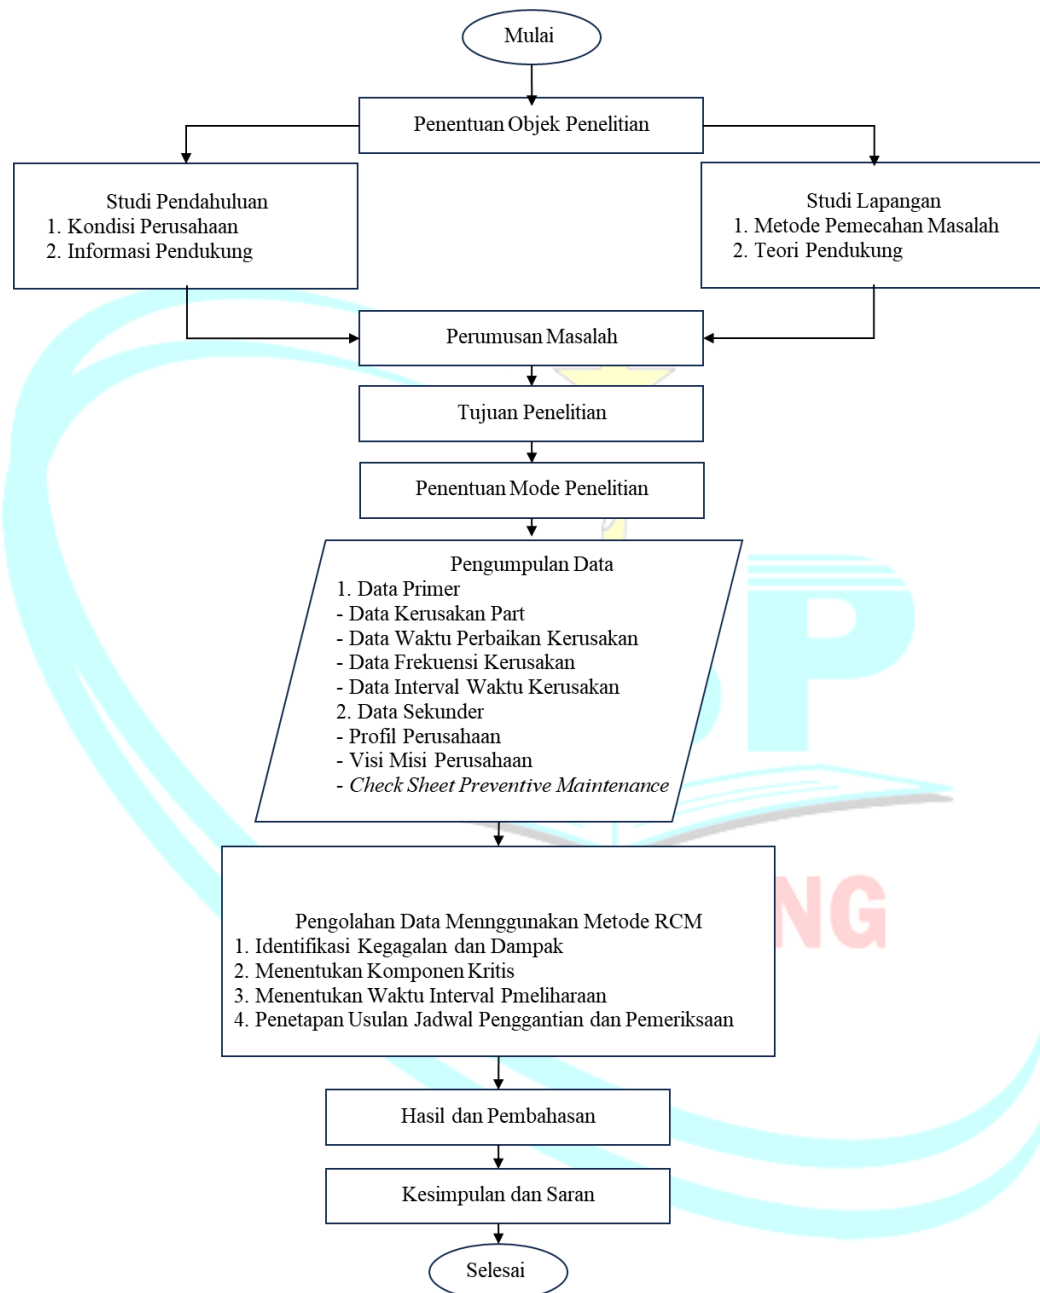 Mulai
Penentuan Objek Penelitian
Studi Pendahuluan
1. Kondisi Perusahaan
2. Informasi Pendukung
Studi Lapangan
1. Metode Pemecahan Masalah
2. Teori Pendukung
Perumusan Masalah
Tujuan Penelitian
Penentuan Mode Penelitian
Pengumpulan Data
1. Data Primer
- Data Kerusakan Part
- Data Waktu Perbaikan Kerusakan
- Data Frekuensi Kerusakan
- Data Interval Waktu Kerusakan
2. Data Sekunder
- Profil Perusahaan
- Visi Misi Perusahaan
- Check Sheet Preventive Maintenance
Pengolahan Data Mennggunakan Metode RCM
1. Identifikasi Kegagalan dan Dampak
2. Menentukan Komponen Kritis
3. Menentukan Waktu Interval Pmeliharaan
4. Penetapan Usulan Jadwal Penggantian dan Pemeriksaan
Hasil dan Pembahasan
Kesimpulan dan Saran
Selesai